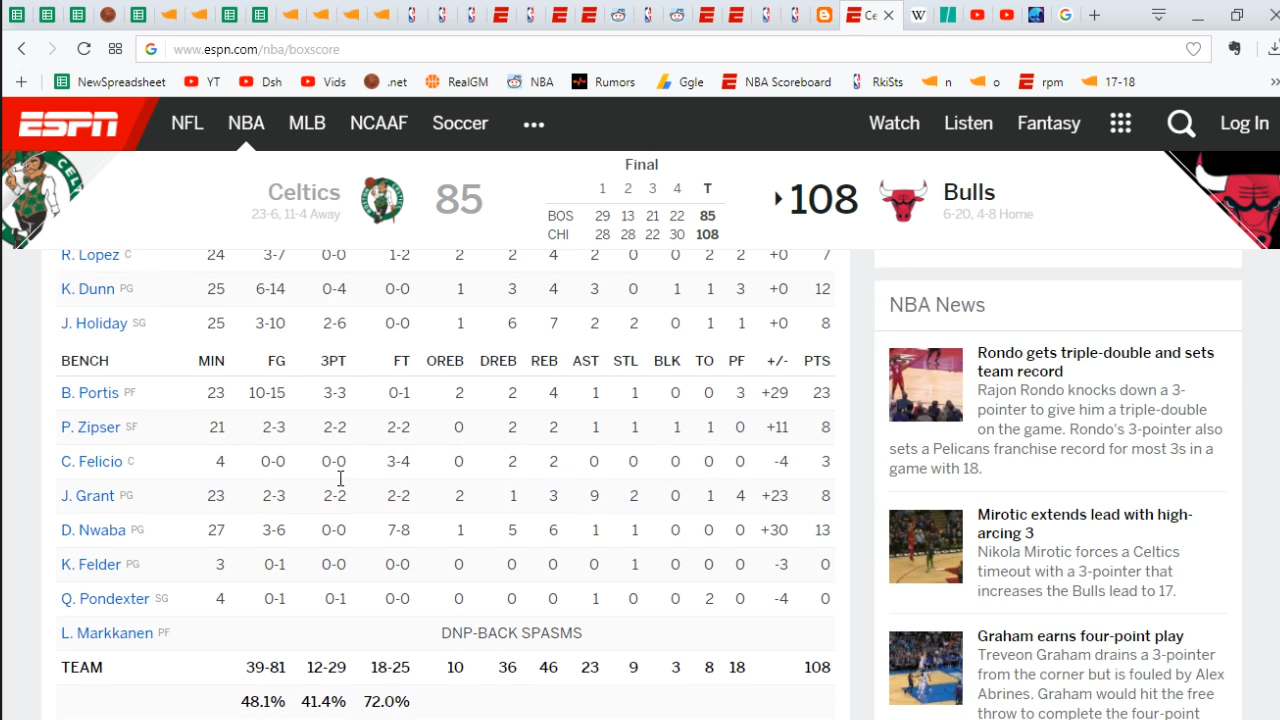 www.espn.com/nba/boxscore
NewSpreadsheet YT Dsh Vids .net RealGM NBA Rumors Ggle NBA Scoreboard RkiSts n o rpm 17-18
ESPN NFL NBA MLB NCAAF Soccer Watch Listen Fantasy Log In
Final
Celtics 85 1 2 3 4 T 108 Bulls
23-6, 11-4 Away BOS 29 13 21 22 85 6-20, 4-8 Home
CHI 28 28 22 30 108
R. Lopez C 24 3-7 0-0 1-2 2 2 4 2 0 0 2 2 +0 7
K. Dunn PG 25 6-14 0-4 0-0 1 3 4 3 0 1 1 3 +0 12
J. Holiday SG 25 3-10 2-6 0-0 1 6 7 2 2 0 1 1 +0 8
BENCH MIN FG 3PT FT OREB DREB REB AST STL BLK TO PF +/- PTS
B. Portis PF 23 10-15 3-3 0-1 2 2 4 1 1 0 0 3 +29 23
P. Zipser SF 21 2-3 2-2 2-2 0 2 2 1 1 1 1 0 +11 8
C. Felicio C 4 0-0 0-0 3-4 0 2 2 0 0 0 0 0 -4 3
J. Grant PG 23 2-3 2-2 2-2 2 1 3 9 2 0 1 4 +23 8
D. Nwaba PG 27 3-6 0-0 7-8 1 5 6 1 1 0 0 0 +30 13
K. Felder PG 3 0-1 0-0 0-0 0 0 0 0 1 0 0 0 -3 0
Q. Pondexter SG 4 0-1 0-1 0-0 0 0 0 1 0 0 2 0 -4 0
L. Markkanen PF DNP-BACK SPASMS
TEAM 39-81 12-29 18-25 10 36 46 23 9 3 8 18 108
48.1% 41.4% 72.0%
NBA News
Rondo gets triple-double and sets
team record
Rajon Rondo knocks down a 3-
pointer to give him a triple-double
on the game. Rondo's 3-pointer also
sets a Pelicans franchise record for most 3s in a
game with 18.
Mirotic extends lead with high-
arcing 3
Nikola Mirotic forces a Celtics
timeout with a 3-pointer that
increases the Bulls lead to 17.
Graham earns four-point play
Treveon Graham drains a 3-pointer
from the corner but is fouled by Alex
Abrines. Graham would hit the free
throw to complete the four-point